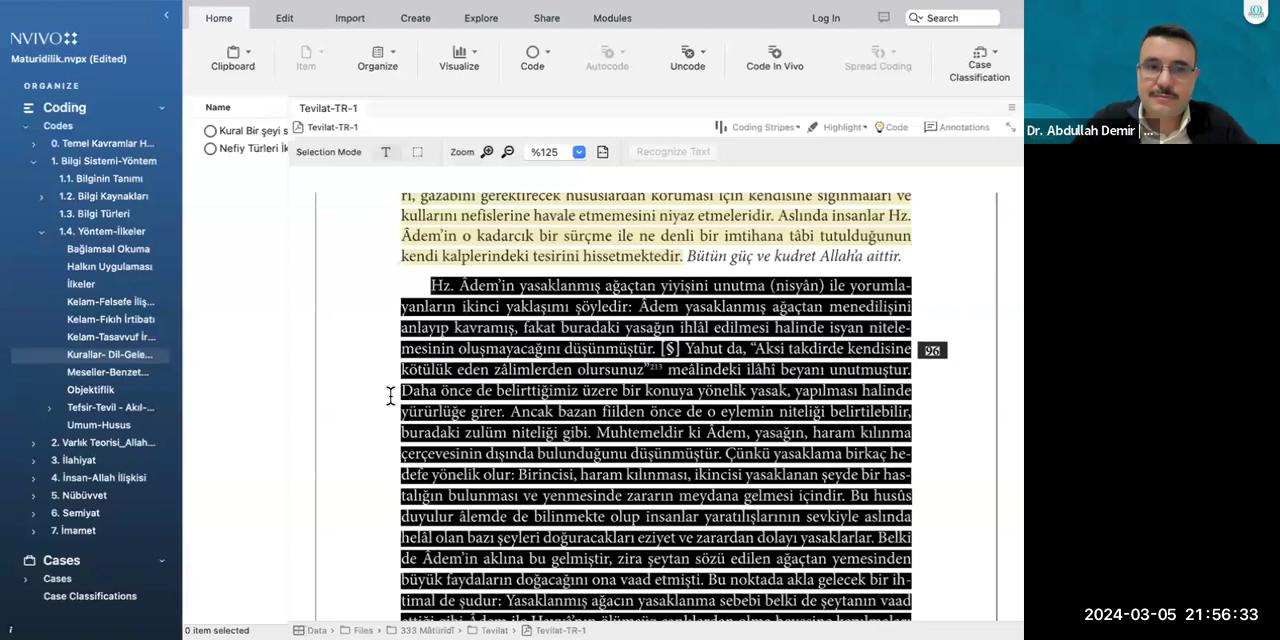 Home Edit Import Create Explore Share Modules Log In Search
NVIVO
Maturidilik.nvpx (Edited)
ORGANIZE
Coding
Codes
0. Temel Kavramlar H...
1. Bilgi Sistemi-Yöntem
1.1. Bilginin Tanımı
1.2. Bilgi Kaynakları
1.3. Bilgi Türleri
1.4. Yöntem-İlkeler
Bağlamsal Okuma
Halkın Uygulaması
İlkeler
Kelam-Felsefe İliş...
Kelam-Fıkıh İrtibatı
Kelam-Tasavvuf İr...
Kurallar- Dil-Gele...
Meseller-Benzet...
Objektiflik
Tefsir-Tevil - Akıl-...
Umum-Husus
2. Varlık Teorisi_Allah...
3. İlahiyat
4. İnsan-Allah İlişkisi
5. Nübüvvet
6. Semiyat
7. İmamet
Cases
Cases
Case Classifications
Clipboard Item Organize Visualize Code Autocode Uncode Code In Vivo Spread Coding Case
Classification
Name
Kural Bir şeyi s
Nefiy Türleri İk
Tevilat-TR-1
Tevilat-TR-1 Coding Stripes Highlight Code Annotations
Selection Mode Zoom %125 Recognize Text
rı, gazabını gerektirecek hususlardan koruması için kendisine sığınmaları ve
kullarını nefislerine havale etmemesini niyaz etmeleridir. Aslında insanlar Hz.
Âdem’in o kadarcık bir sürçme ile ne denli bir imtihana tâbi tutulduğunun
kendi kalplerindeki tesirini hissetmektedir. Bütün güç ve kudret Allah’a aittir.
Hz. Âdem’in yasaklanmış ağaçtan yiyişini unutma (nisyân) ile yorumla-
yanların ikinci yaklaşımı şöyledir: Âdem yasaklanmış ağaçtan menedilişini
anlayıp kavramış, fakat buradaki yasağın ihlâl edilmesi halinde isyan nitele-
mesinin oluşmayacağını düşünmüştür. [§] Yahut da, “Aksi takdirde kendisine 96
kötülük eden zâlimlerden olursunuz”213 meâlindeki ilâhî beyanı unutmuştur.
Daha önce de belirttiğimiz üzere bir konuya yönelik yasak, yapılması halinde
yürürlüğe girer. Ancak bazan fiilden önce de o eylemin niteliği belirtilebilir,
buradaki zulüm niteliği gibi. Muhtemeldir ki Âdem, yasağın, haram kılınma
çerçevesinin dışında bulunduğunu düşünmüştür. Çünkü yasaklama birkaç he-
defe yönelik olur: Birincisi, haram kılınması, ikincisi yasaklanan şeyde bir has-
talığın bulunması ve yenmesinde zararın meydana gelmesi içindir. Bu husûs
duyulur âlemde de bilinmekte olup insanlar yaratılışlarının sevkiyle aslında
helâl olan bazı şeyleri doğuracakları eziyet ve zarardan dolayı yasaklarlar. Belki
de Âdem’in aklına bu gelmiştir, zira şeytan sözü edilen ağaçtan yemesinden
büyük faydaların doğacağını ona vaad etmişti. Bu noktada akla gelecek bir ih-
timal de şudur: Yasaklanmış ağacın yasaklanma sebebi belki de şeytanın vaad
0 item selected Data Files 333 Mâtürîdî Tevilat Tevilat-TR-1
Dr. Abdullah Demir | ...
2024-03-05 21:56:33